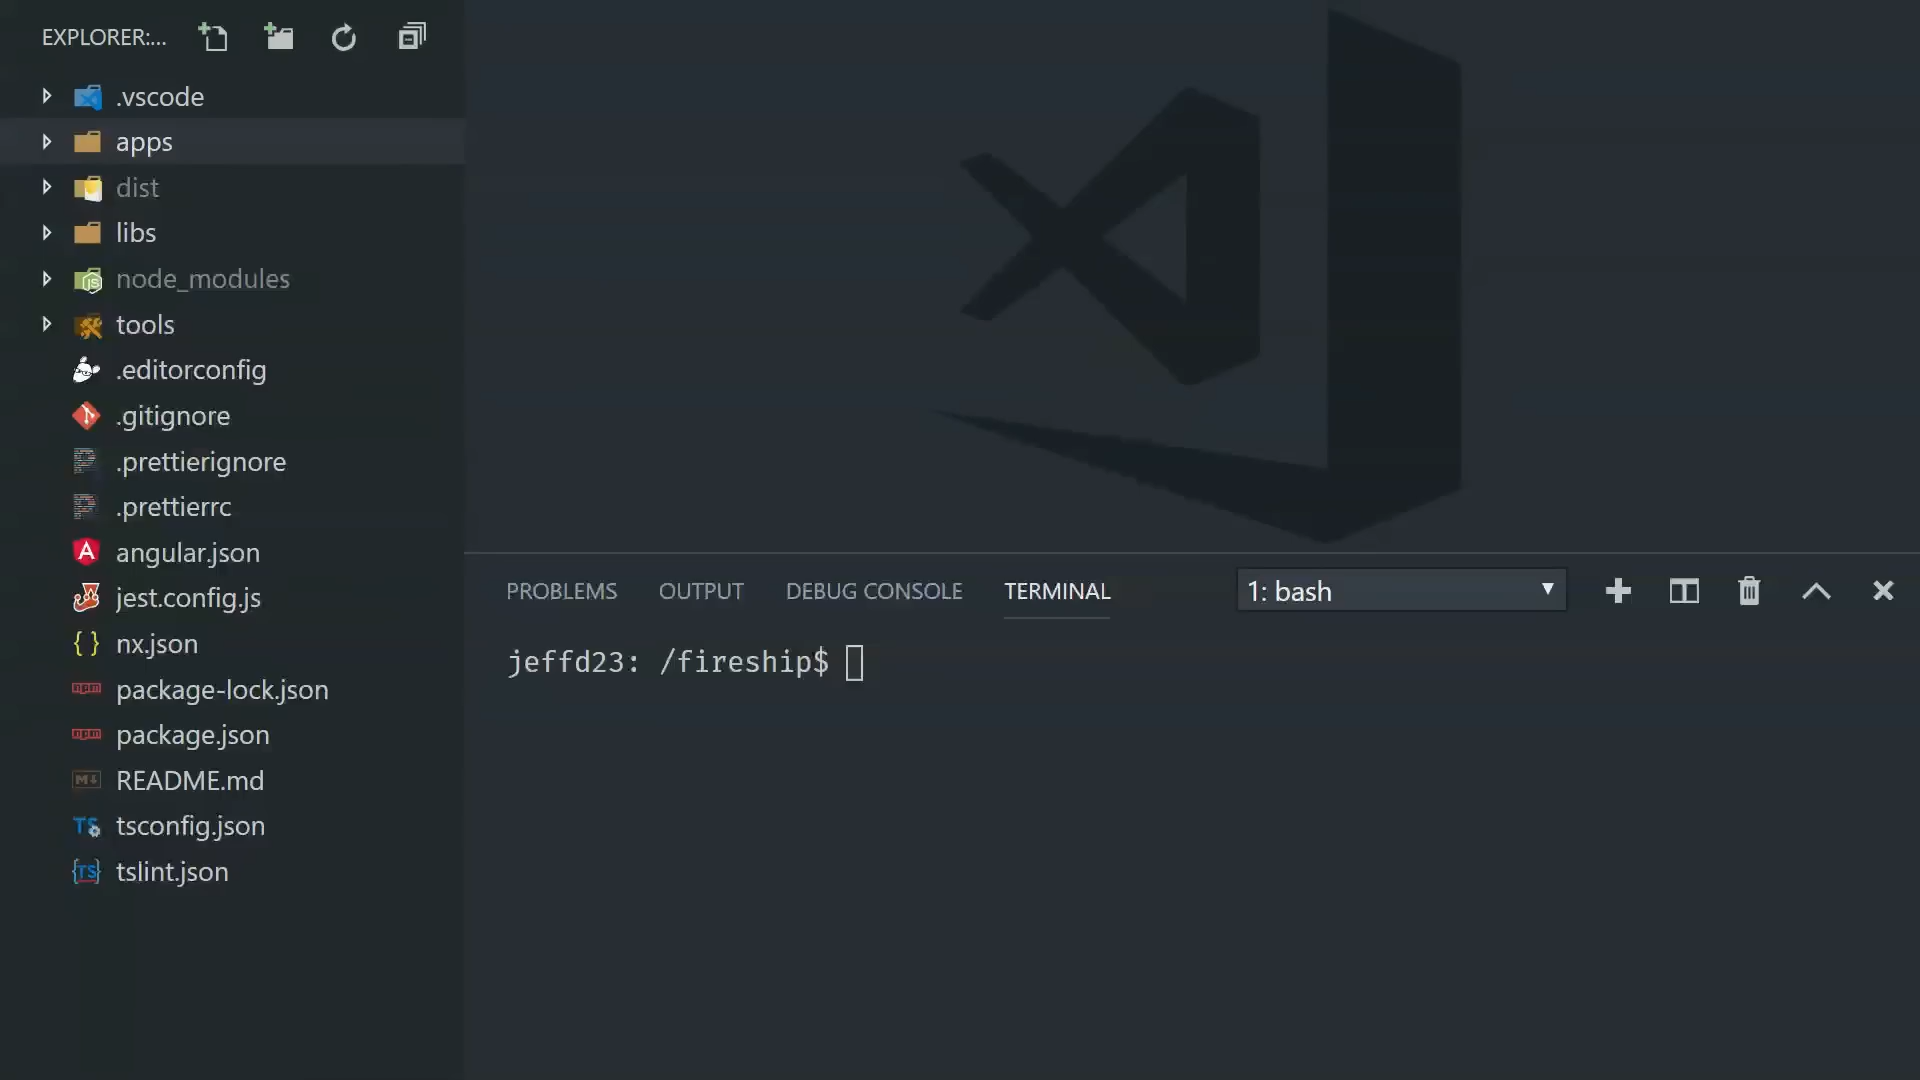 EXPLORER:...
.vscode
apps
dist
libs
node_modules
tools
.editorconfig
.gitignore
.prettierignore
.prettierrc
angular.json
jest.config.js
nx.json
package-lock.json
package.json
README.md
tsconfig.json
tslint.json
PROBLEMS OUTPUT DEBUG CONSOLE TERMINAL 1: bash
jeffd23: /fireship$